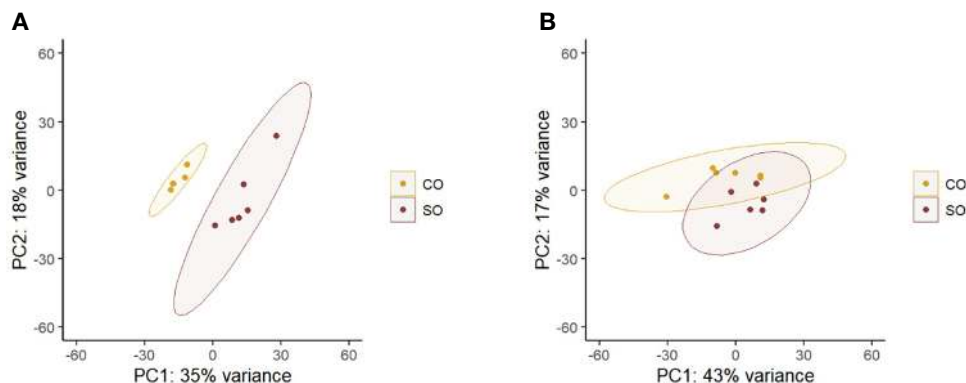 A
60
30
0
-30
-60
PC2: 18% variance
-60 -30 0 30 60
PC1: 35% variance
CO
SO
B
60
30
0
-30
-60
PC2: 17% variance
-60 -30 0 30 60
PC1: 43% variance
CO
SO